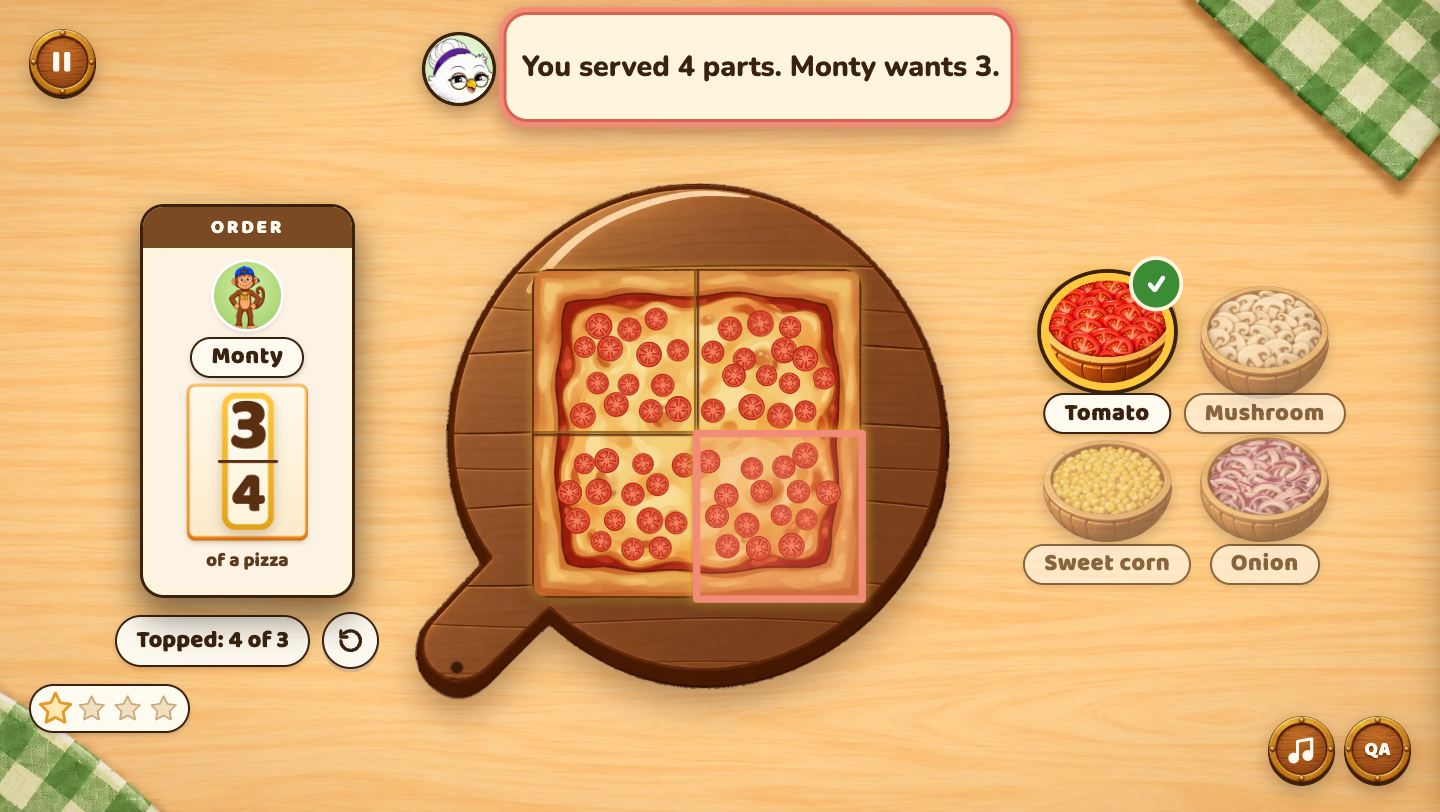 You served 4 parts. Monty wants 3.
ORDER
Monty
3
4
of a pizza
Topped: 4 of 3
Tomato
Mushroom
Sweet corn
Onion
QA